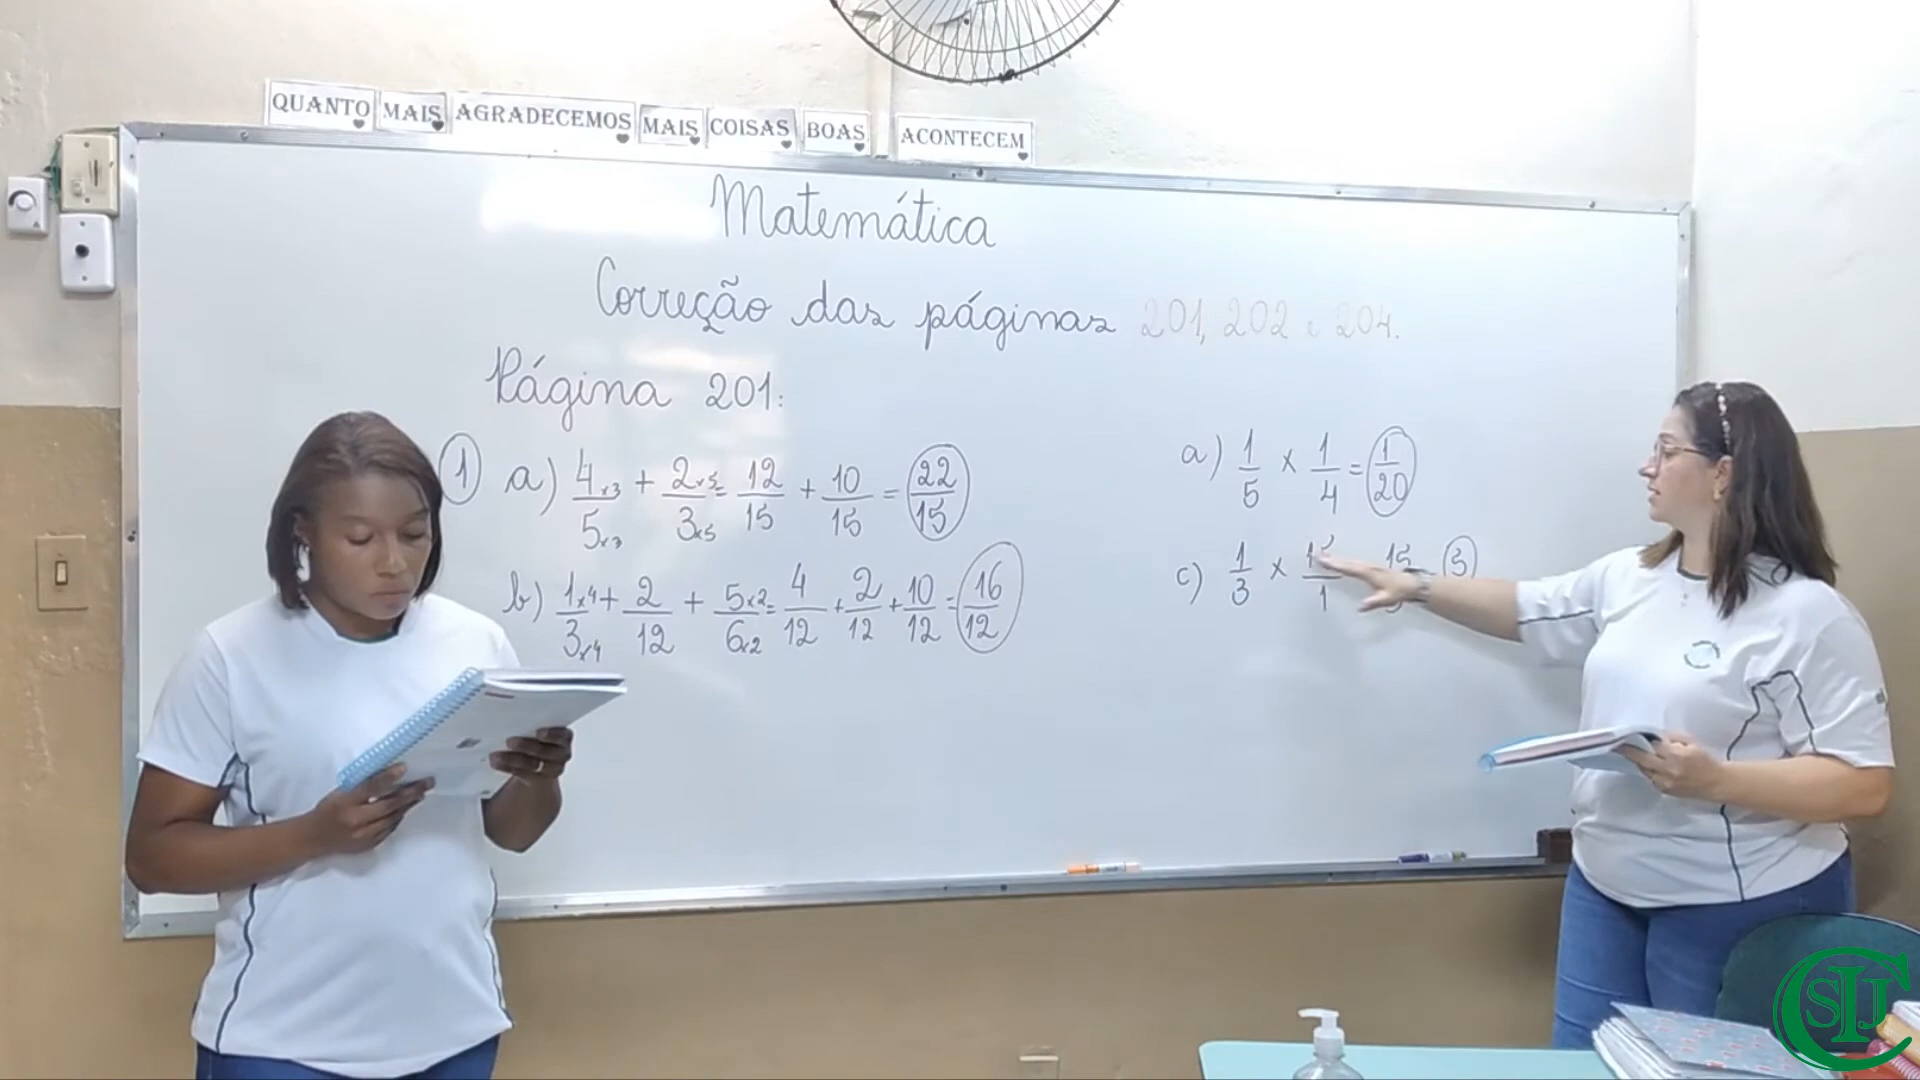 QUANTO MAIS AGRADECEMOS MAIS COISAS BOAS ACONTECEM
Matemática
Correção das páginas 201, 202 e 204.
Página 201:
1 a) 4x3/5x3 + 2x5/3x5 = 12/15 + 10/15 = 22/15
b) 1x4/3x4 + 2/12 + 5x2/6x2 = 4/12 + 2/12 + 10/12 = 16/12
a) 1/5 x 1/4 = 1/20
c) 1/3 x 1
CSIJ